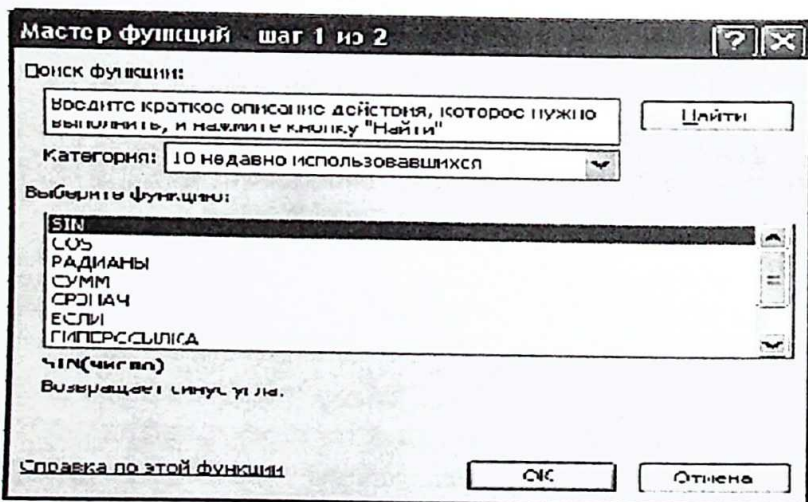 Мастер функций шаг 1 из 2
Поиск функции:
Введите краткое описание действия, которое нужно
выполнить, и нажмите кнопку "Найти"
Найти
Категория: 10 недавно использовавшихся
Выберите функцию:
SIN
COS
РАДИАНЫ
СУММ
СРЗНАЧ
ЕСЛИ
ГИПЕРССЫЛКА
SIN(число)
Возвращает синус угла.
Справка по этой функции
OK
Отмена